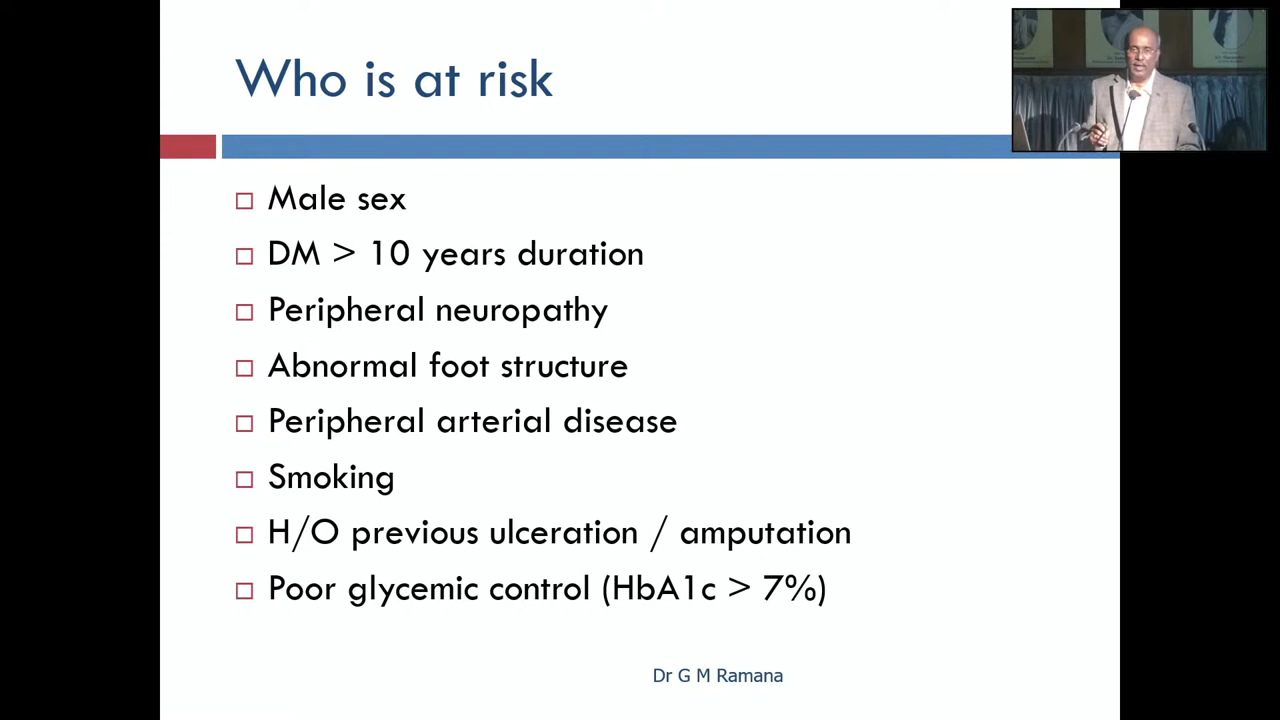 Who is at risk
Male sex
DM > 10 years duration
Peripheral neuropathy
Abnormal foot structure
Peripheral arterial disease
Smoking
H/O previous ulceration / amputation
Poor glycemic control (HbA1c > 7%)
Dr G M Ramana